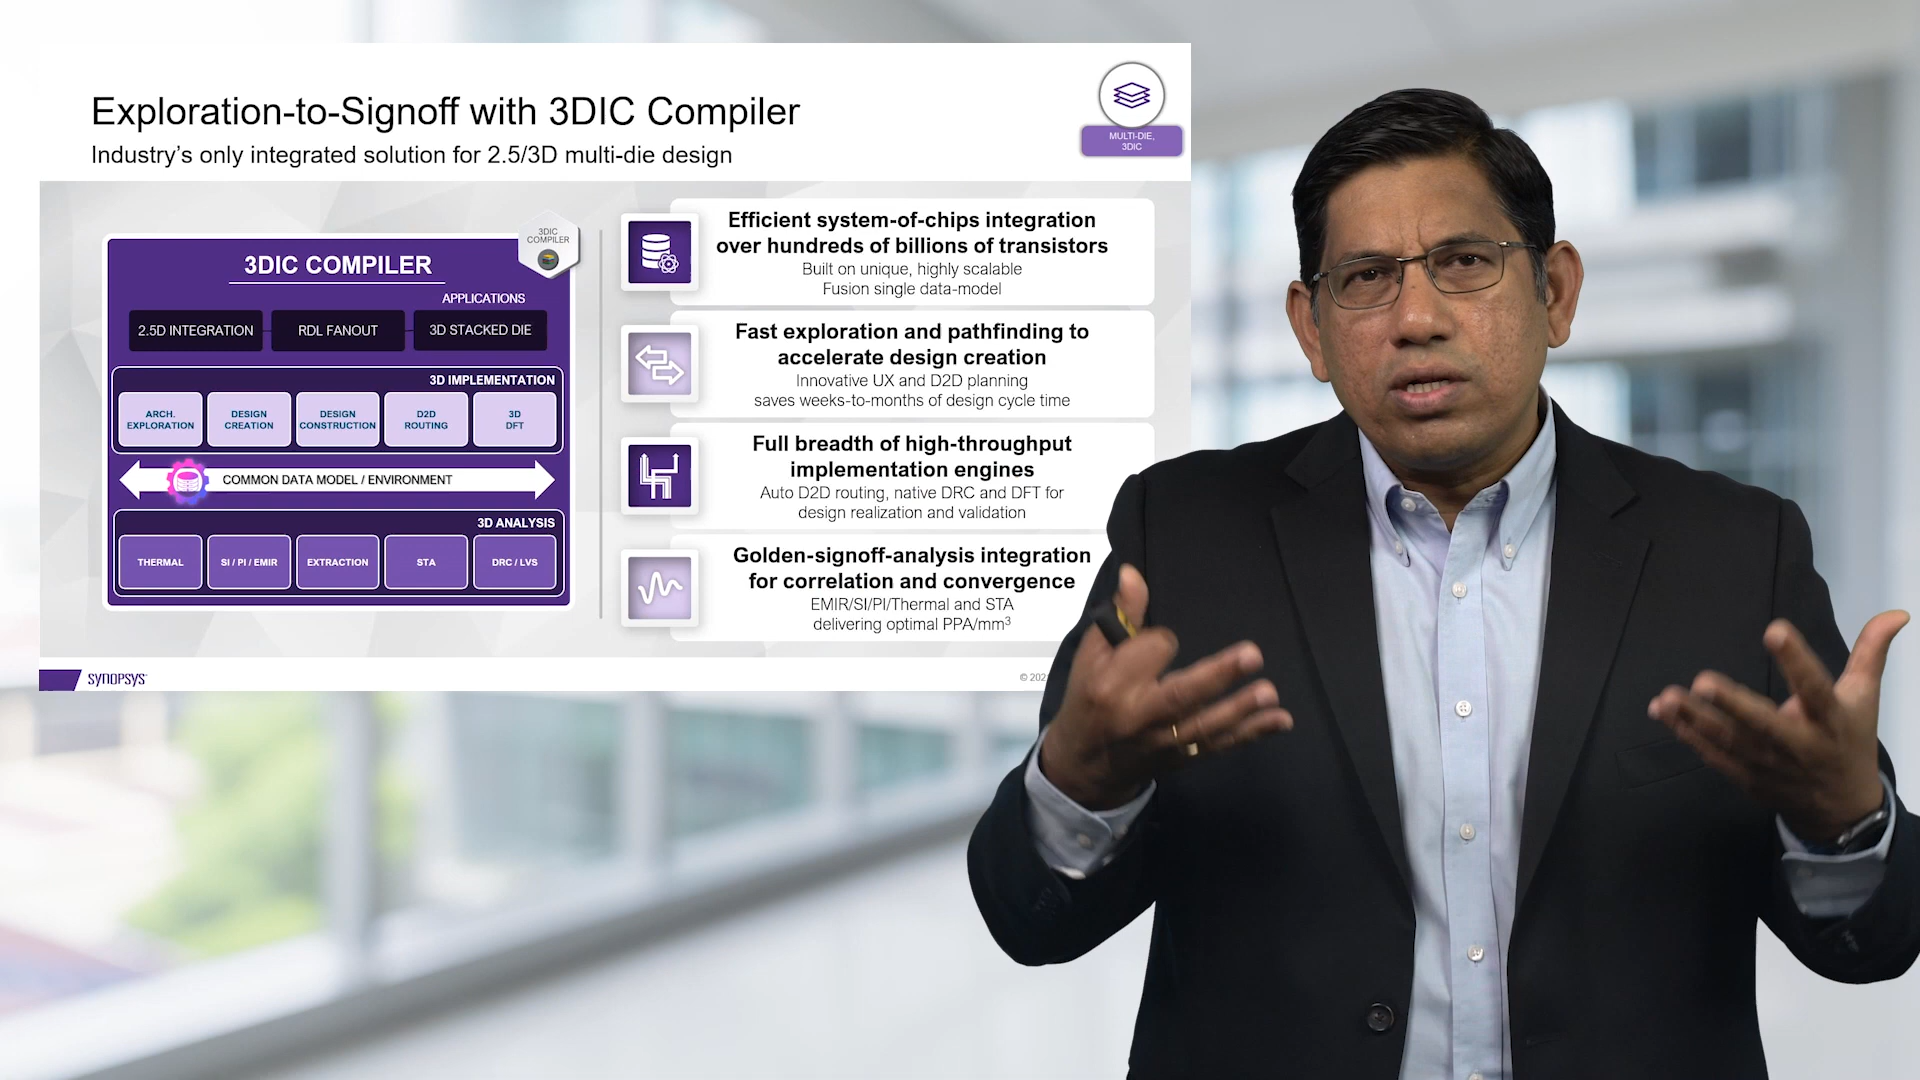 Exploration-to-Signoff with 3DIC Compiler
Industry's only integrated solution for 2.5/3D multi-die design
MULTI-DIE,
3DIC
3DIC
COMPILER
3DIC COMPILER
APPLICATIONS
2.5D INTEGRATION
RDL FANOUT
3D STACKED DIE
3D IMPLEMENTATION
ARCH.
EXPLORATION
DESIGN
CREATION
DESIGN
CONSTRUCTION
D2D
ROUTING
3D
DFT
COMMON DATA MODEL / ENVIRONMENT
3D ANALYSIS
THERMAL
SI / PI / EMIR
EXTRACTION
STA
DRC / LVS
Efficient system-of-chips integration
over hundreds of billions of transistors
Built on unique, highly scalable
Fusion single data-model
Fast exploration and pathfinding to
accelerate design creation
Innovative UX and D2D planning
saves weeks-to-months of design cycle time
Full breadth of high-throughput
implementation engines
Auto D2D routing, native DRC and DFT for
design realization and validation
Golden-signoff-analysis integration
for correlation and convergence
EMIR/SI/PI/Thermal and STA
delivering optimal PPA/mm³
SYNOPSYS
©